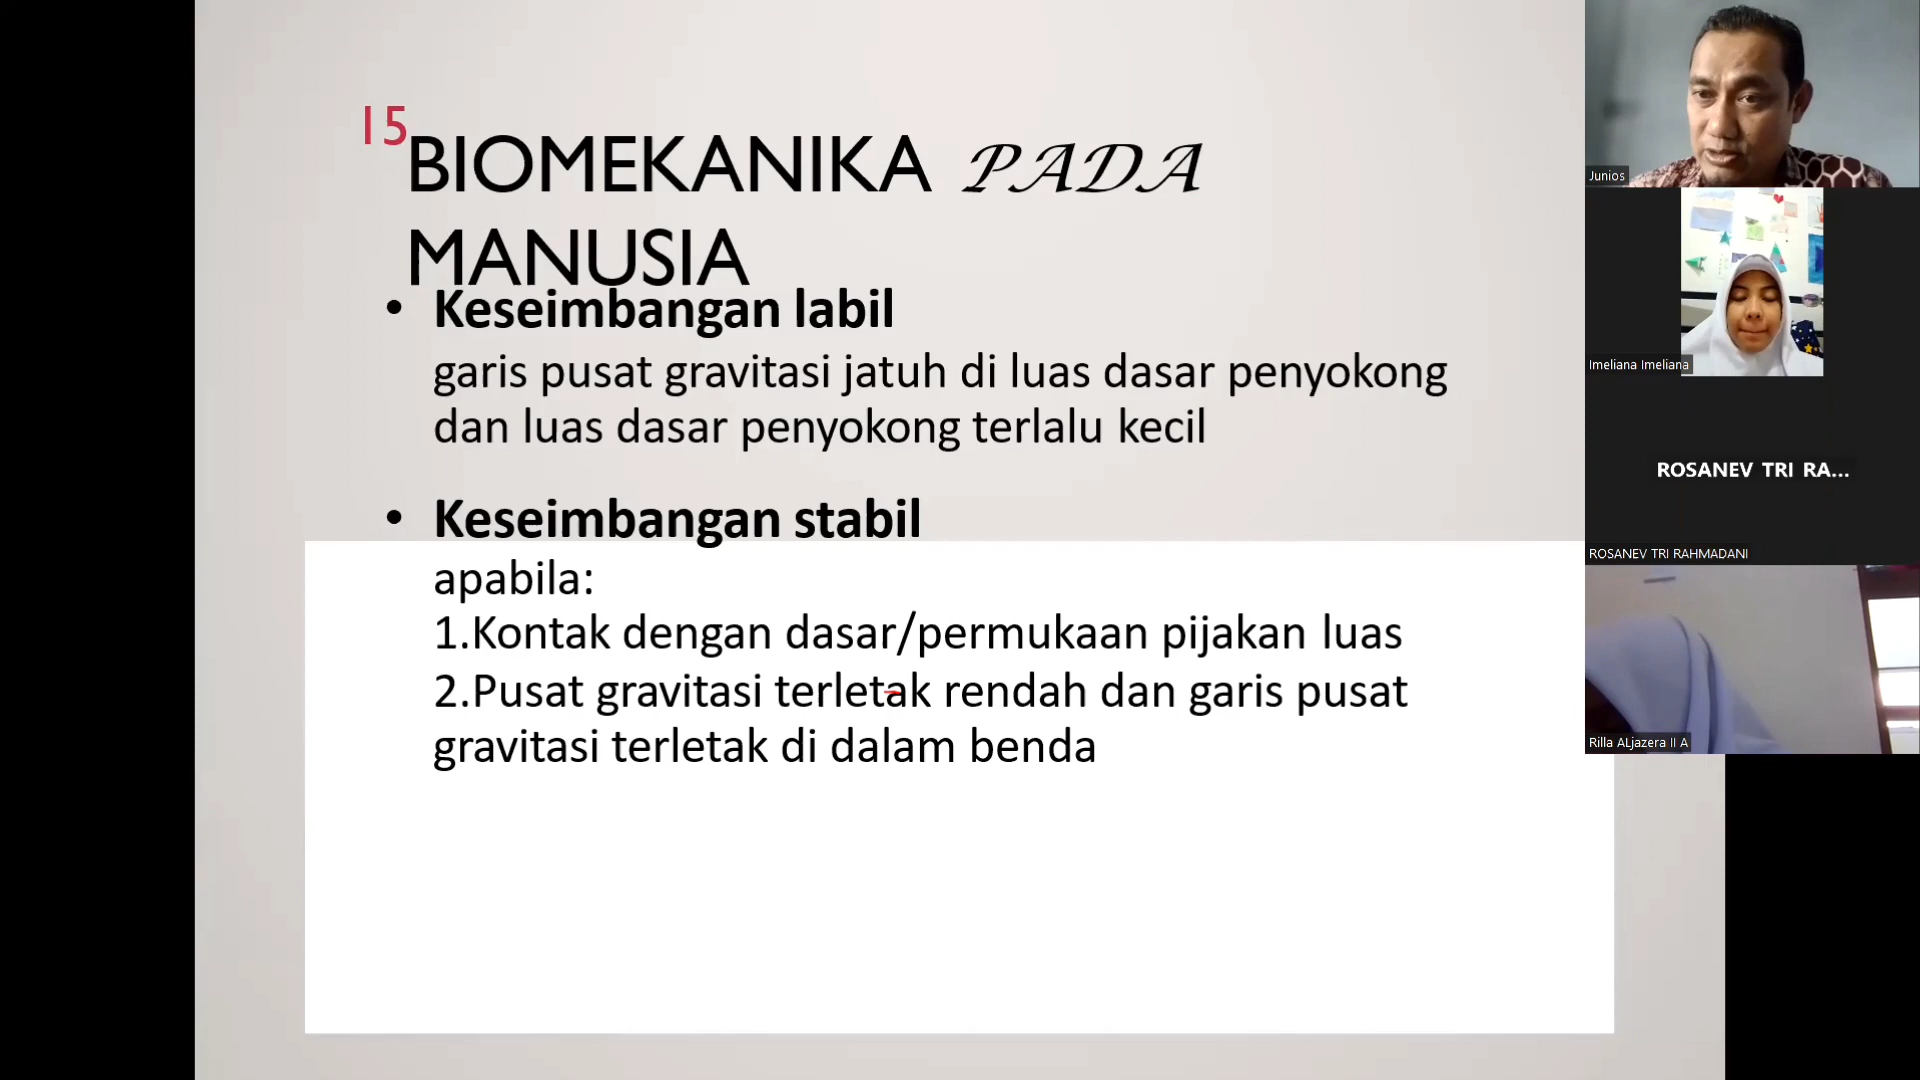 15
BIOMEKANIKA PADA
MANUSIA
• Keseimbangan labil
garis pusat gravitasi jatuh di luas dasar penyokong
dan luas dasar penyokong terlalu kecil
• Keseimbangan stabil
apabila:
1.Kontak dengan dasar/permukaan pijakan luas
2.Pusat gravitasi terletak rendah dan garis pusat
gravitasi terletak di dalam benda
Junios
Imeliana Imeliana
ROSANEV TRI RA...
ROSANEV TRI RAHMADANI
Rilla ALjazera II A